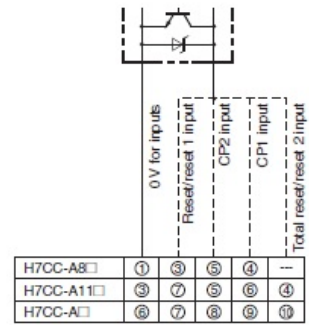 0 V for inputs
Reset/reset 1 input
CP2 input
CP1 input
Total reset/reset 2 input
H7CC-A8□ ① ③ ⑤ ④ ---
H7CC-A11□ ③ ⑦ ⑤ ⑥ ④
H7CC-A□ ⑥ ⑦ ⑧ ⑨ ⑩